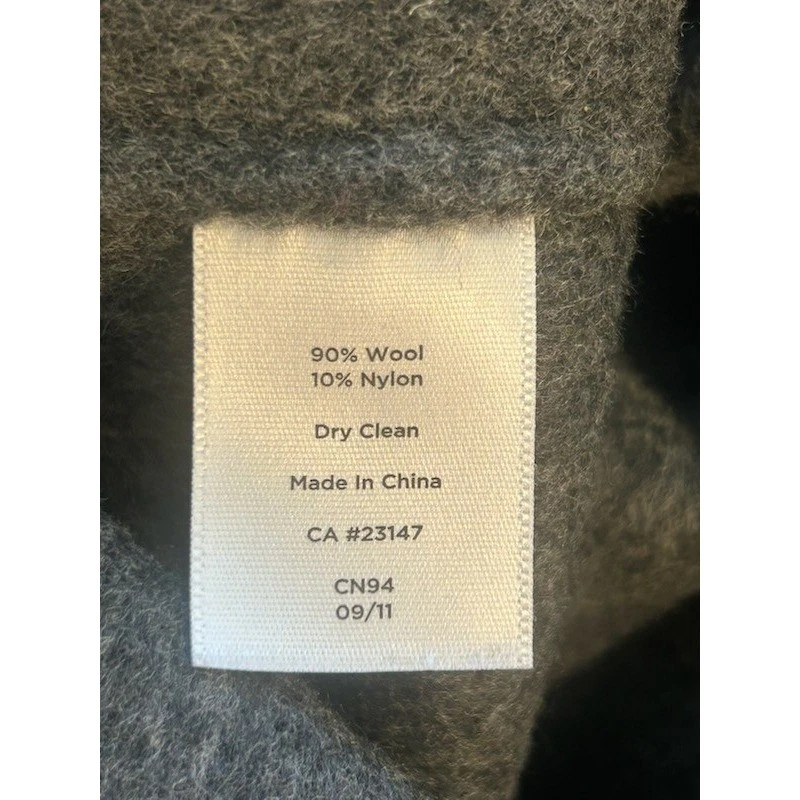 90% Wool
10% Nylon
Dry Clean
Made In China
CA #23147
CN94
09/11